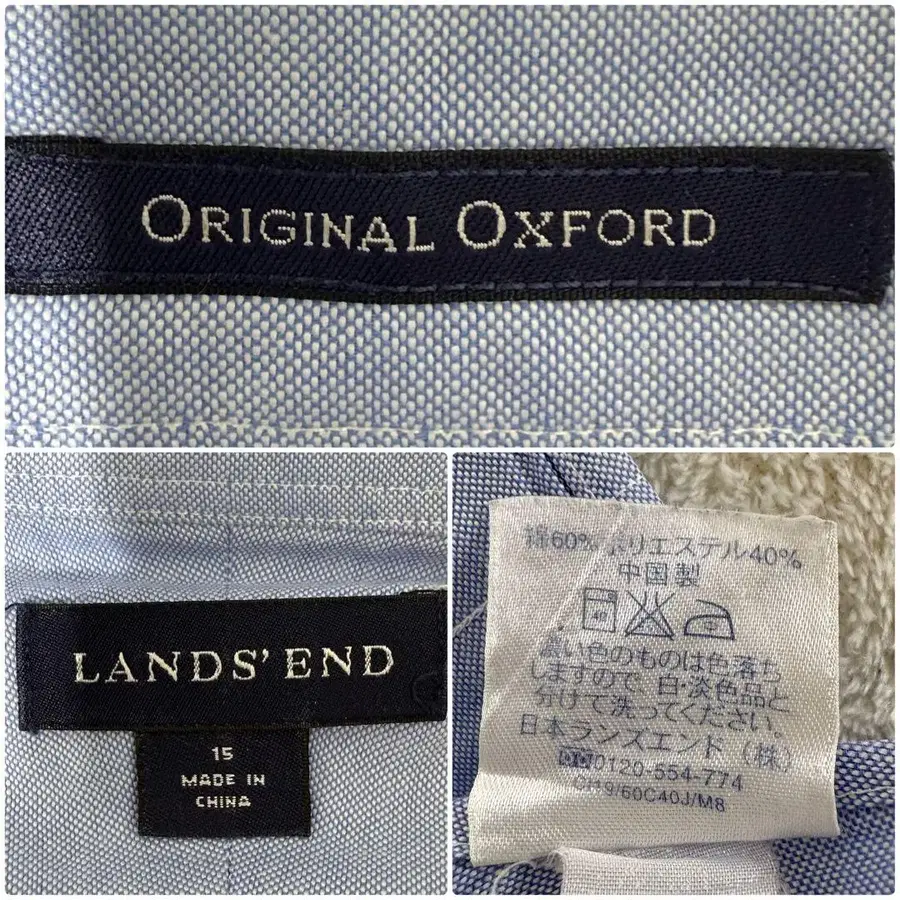 ORIGINAL OXFORD
LANDS' END
15
MADE IN
CHINA
綿60% ポリエステル40%
中国製
濃い色のものは色落ち
しますので、白・淡色品と
分けて洗ってください。
日本ランズエンド（株）
0120-554-774
CH19/60C40J/M8